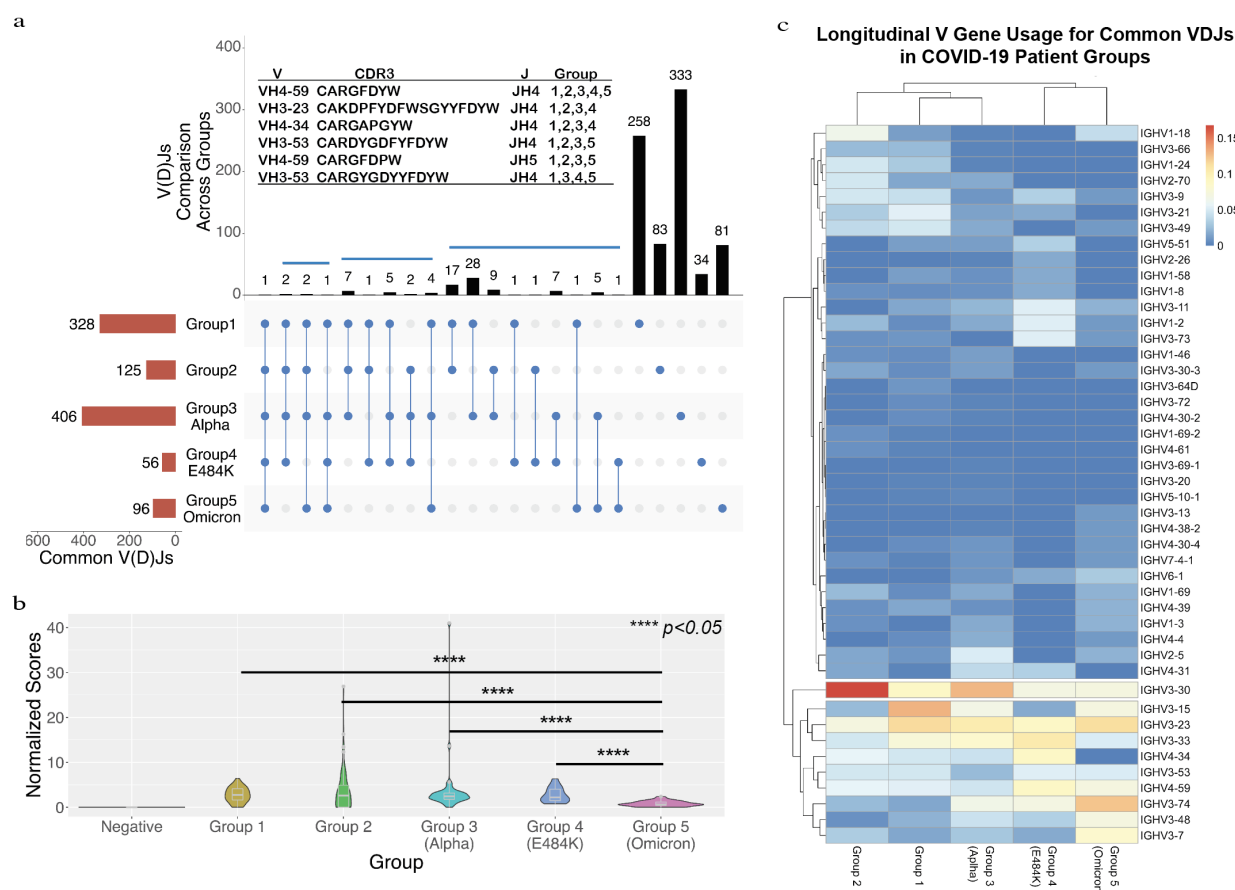 a
400
300
200
100
0
V(D)Js
Comparison
Across Groups
V CDR3 J Group
VH4-59 CARGFDYW JH4 1,2,3,4,5
VH3-23 CAKDPFYDFWSGYYFDYW JH4 1,2,3,4
VH4-34 CARGAPGYW JH4 1,2,3,4
VH3-53 CARDYGDFYFDYW JH4 1,2,3,5
VH4-59 CARGFDPW JH5 1,2,3,5
VH3-53 CARGYGDYYFDYW JH4 1,3,4,5
1 2 2 1 7 1 5 2 4 17 28 9 1 1 7 1 5 1 258 83 333 34 81
328 Group1
125 Group2
406 Group3
Alpha
56 Group4
E484K
96 Group5
Omicron
600 400 200 0
Common V(D)Js
b
40
30
20
10
0
Normalized Scores
**** p<0.05
****
****
****
****
Negative
Group 1
Group 2
Group 3
(Alpha)
Group 4
(E484K)
Group 5
(Omicron)
Group
c
Longitudinal V Gene Usage for Common VDJs
in COVID-19 Patient Groups
0.15
0.1
0.05
0
IGHV1-18
IGHV3-66
IGHV1-24
IGHV2-70
IGHV3-9
IGHV3-21
IGHV3-49
IGHV5-51
IGHV2-26
IGHV1-58
IGHV1-8
IGHV3-11
IGHV1-2
IGHV3-73
IGHV1-46
IGHV3-30-3
IGHV3-64D
IGHV3-72
IGHV4-30-2
IGHV1-69-2
IGHV4-61
IGHV3-69-1
IGHV3-20
IGHV5-10-1
IGHV3-13
IGHV4-38-2
IGHV4-30-4
IGHV7-4-1
IGHV6-1
IGHV1-69
IGHV4-39
IGHV1-3
IGHV4-4
IGHV2-5
IGHV4-31
IGHV3-30
IGHV3-15
IGHV3-23
IGHV3-33
IGHV4-34
IGHV3-53
IGHV4-59
IGHV3-74
IGHV3-48
IGHV3-7
Group 2
Group 1
Group 3
(Aplha)
Group 4
(E484K)
Group 5
(Omicron